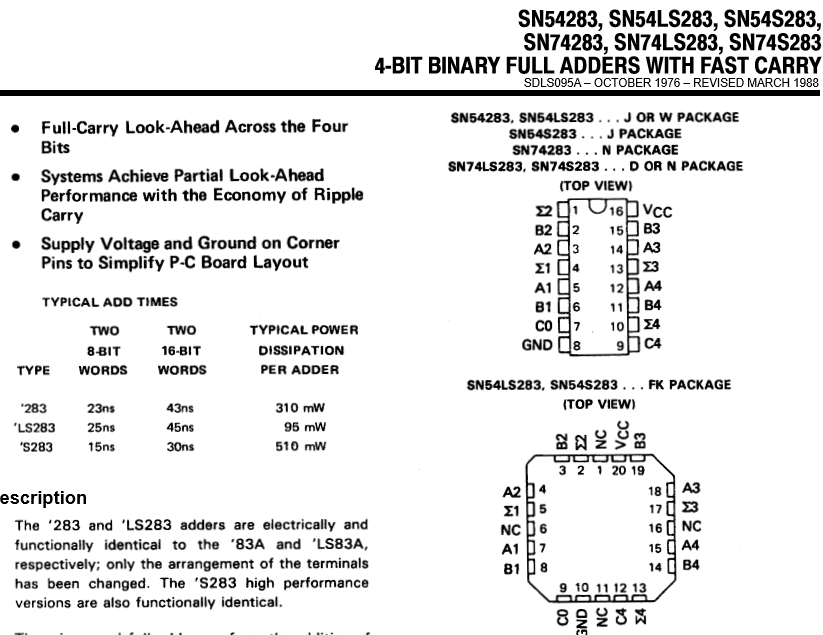 SN54283, SN54LS283, SN54S283,
SN74283, SN74LS283, SN74S283
4-BIT BINARY FULL ADDERS WITH FAST CARRY
SDLS095A – OCTOBER 1976 – REVISED MARCH 1988
• Full-Carry Look-Ahead Across the Four
Bits
• Systems Achieve Partial Look-Ahead
Performance with the Economy of Ripple
Carry
• Supply Voltage and Ground on Corner
Pins to Simplify P-C Board Layout
TYPICAL ADD TIMES
TWO TWO TYPICAL POWER
8-BIT 16-BIT DISSIPATION
TYPE WORDS WORDS PER ADDER
'283 23ns 43ns 310 mW
'LS283 25ns 45ns 95 mW
'S283 15ns 30ns 510 mW
escription
The '283 and 'LS283 adders are electrically and
functionally identical to the '83A and 'LS83A,
respectively; only the arrangement of the terminals
has been changed. The 'S283 high performance
versions are also functionally identical.
SN54283, SN54LS283 . . . J OR W PACKAGE
SN54S283 . . . J PACKAGE
SN74283 . . . N PACKAGE
SN74LS283, SN74S283 . . . D OR N PACKAGE
(TOP VIEW)
Σ2 1 16 VCC
B2 2 15 B3
A2 3 14 A3
Σ1 4 13 Σ3
A1 5 12 A4
B1 6 11 B4
C0 7 10 Σ4
GND 8 9 C4
SN54LS283, SN54S283 . . . FK PACKAGE
(TOP VIEW)
B2 Σ2 NC VCC B3
3 2 1 20 19
A2 4 18 A3
Σ1 5 17 Σ3
NC 6 16 NC
A1 7 15 A4
B1 8 14 B4
9 10 11 12 13
C0 GND NC C4 Σ4